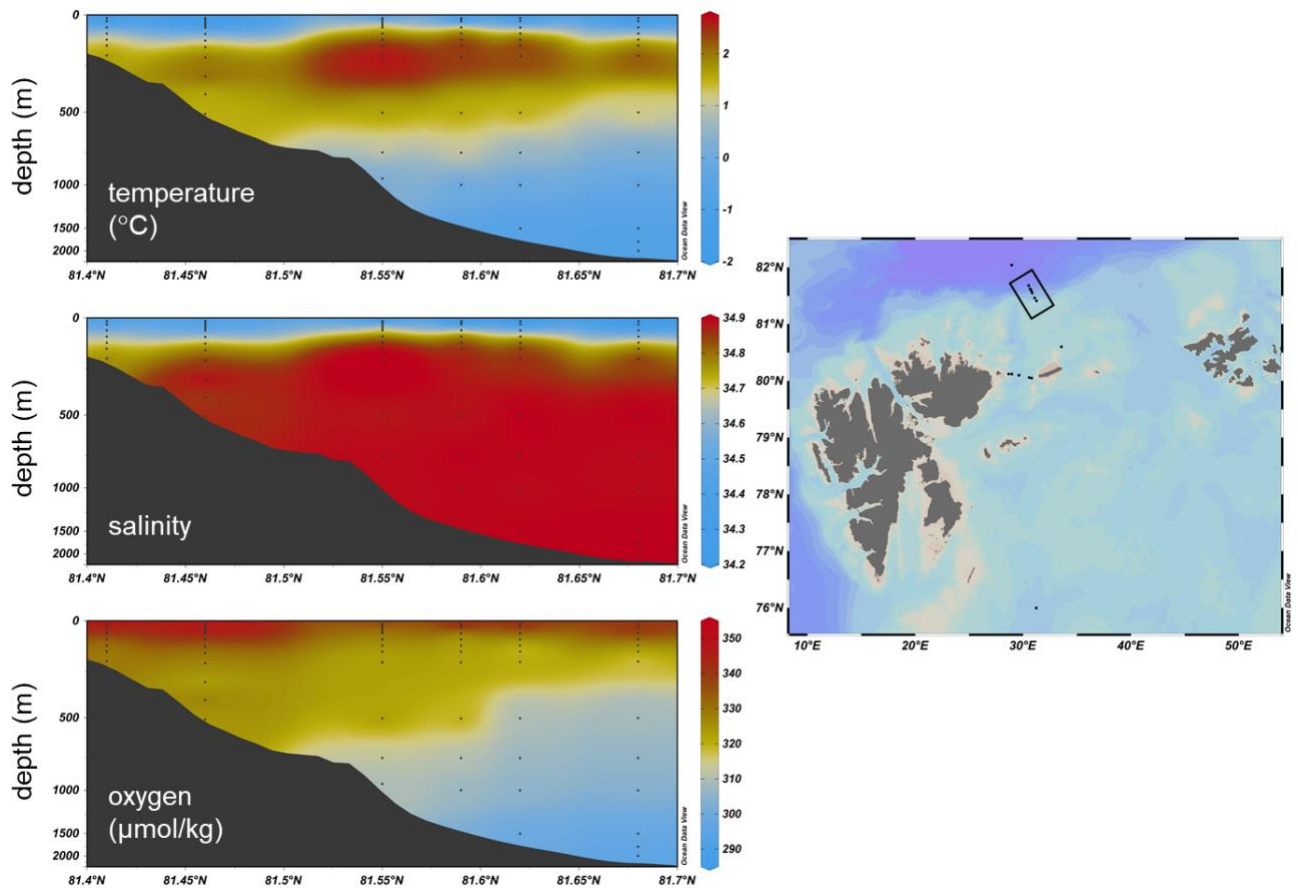 depth (m)
0
500
1000
1500
2000
temperature
(°C)
81.4°N 81.45°N 81.5°N 81.55°N 81.6°N 81.65°N 81.7°N
Ocean Data View
2
1
0
-1
-2
depth (m)
0
500
1000
1500
2000
salinity
81.4°N 81.45°N 81.5°N 81.55°N 81.6°N 81.65°N 81.7°N
Ocean Data View
34.9
34.8
34.7
34.6
34.5
34.4
34.3
34.2
depth (m)
0
500
1000
1500
2000
oxygen
(µmol/kg)
81.4°N 81.45°N 81.5°N 81.55°N 81.6°N 81.65°N 81.7°N
Ocean Data View
350
340
330
320
310
300
290
82°N
81°N
80°N
79°N
78°N
77°N
76°N
10°E 20°E 30°E 40°E 50°E
Ocean Data View